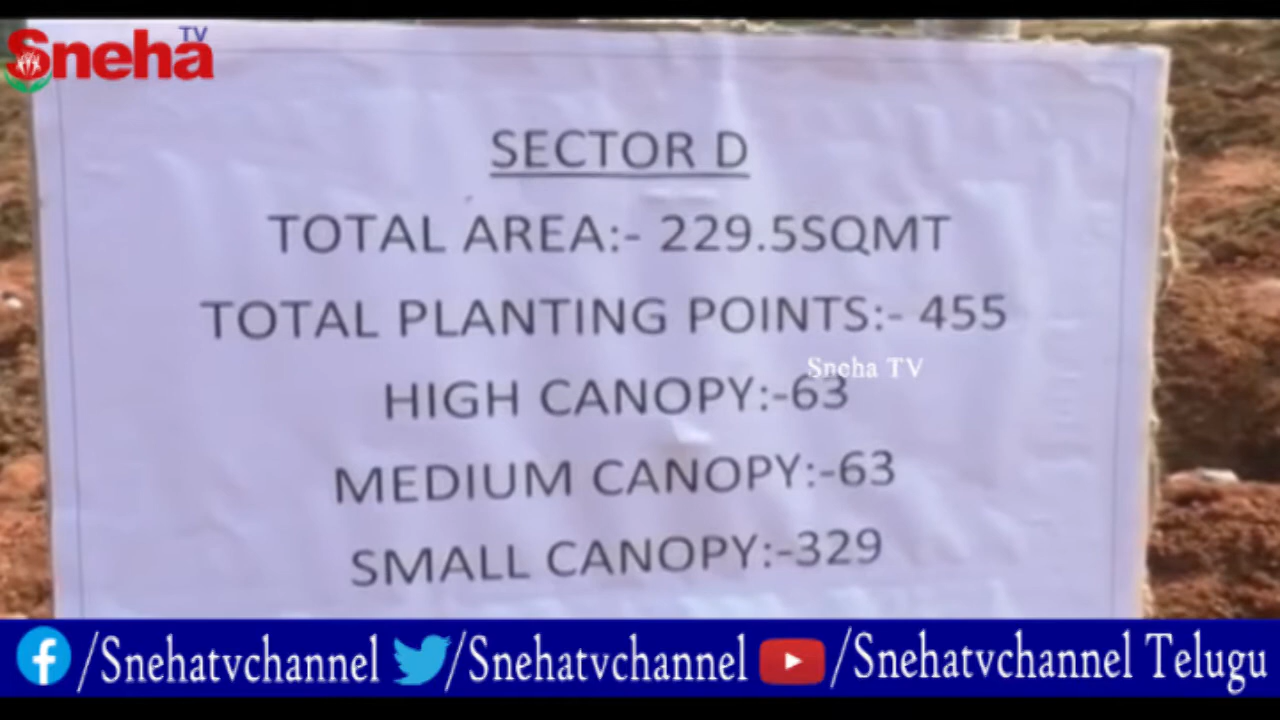 Sneha TV
SECTOR D
TOTAL AREA:- 229.5SQMT
TOTAL PLANTING POINTS:- 455
Sneha TV
HIGH CANOPY:-63
MEDIUM CANOPY:-63
SMALL CANOPY:-329
/Snehatvchannel /Snehatvchannel /Snehatvchannel Telugu